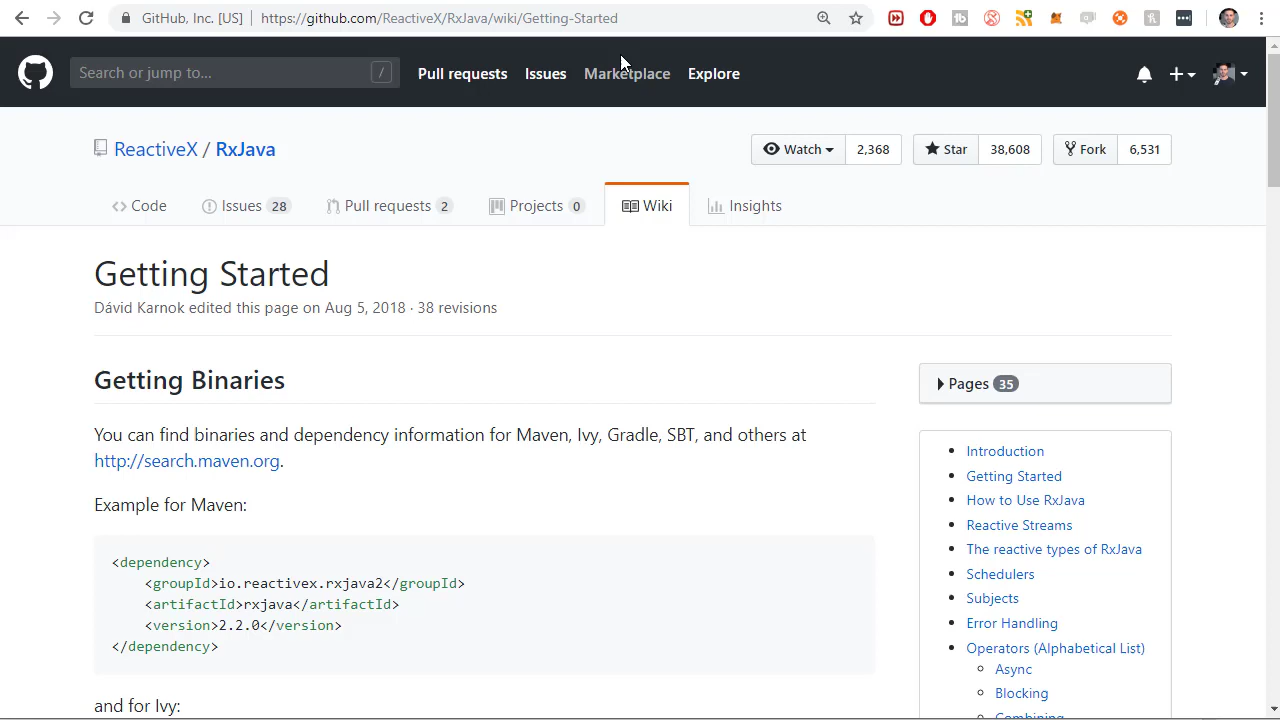 GitHub, Inc. [US] | https://github.com/ReactiveX/RxJava/wiki/Getting-Started
Search or jump to... /
Pull requests Issues Marketplace Explore
ReactiveX / RxJava
Watch 2,368 Star 38,608 Fork 6,531
Code Issues 28 Pull requests 2 Projects 0 Wiki Insights
Getting Started
Dávid Karnok edited this page on Aug 5, 2018 · 38 revisions
Getting Binaries
You can find binaries and dependency information for Maven, Ivy, Gradle, SBT, and others at
http://search.maven.org.
Example for Maven:
<dependency>
    <groupId>io.reactivex.rxjava2</groupId>
    <artifactId>rxjava</artifactId>
    <version>2.2.0</version>
</dependency>
and for Ivy:
Pages 35
Introduction
Getting Started
How to Use RxJava
Reactive Streams
The reactive types of RxJava
Schedulers
Subjects
Error Handling
Operators (Alphabetical List)
Async
Blocking
Combining